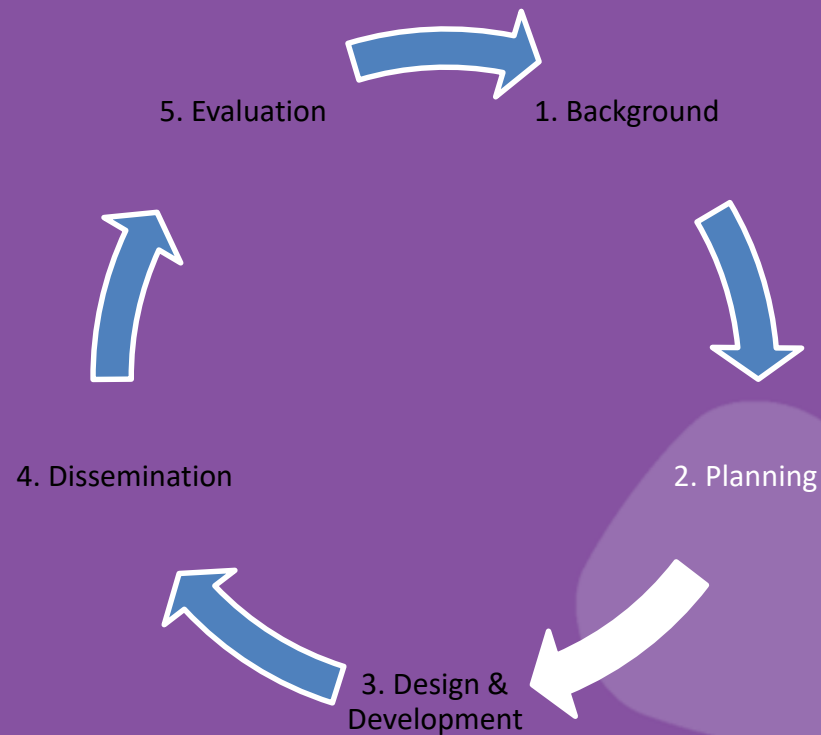 5. Evaluation
1. Background
4. Dissemination
2. Planning
3. Design &
Development